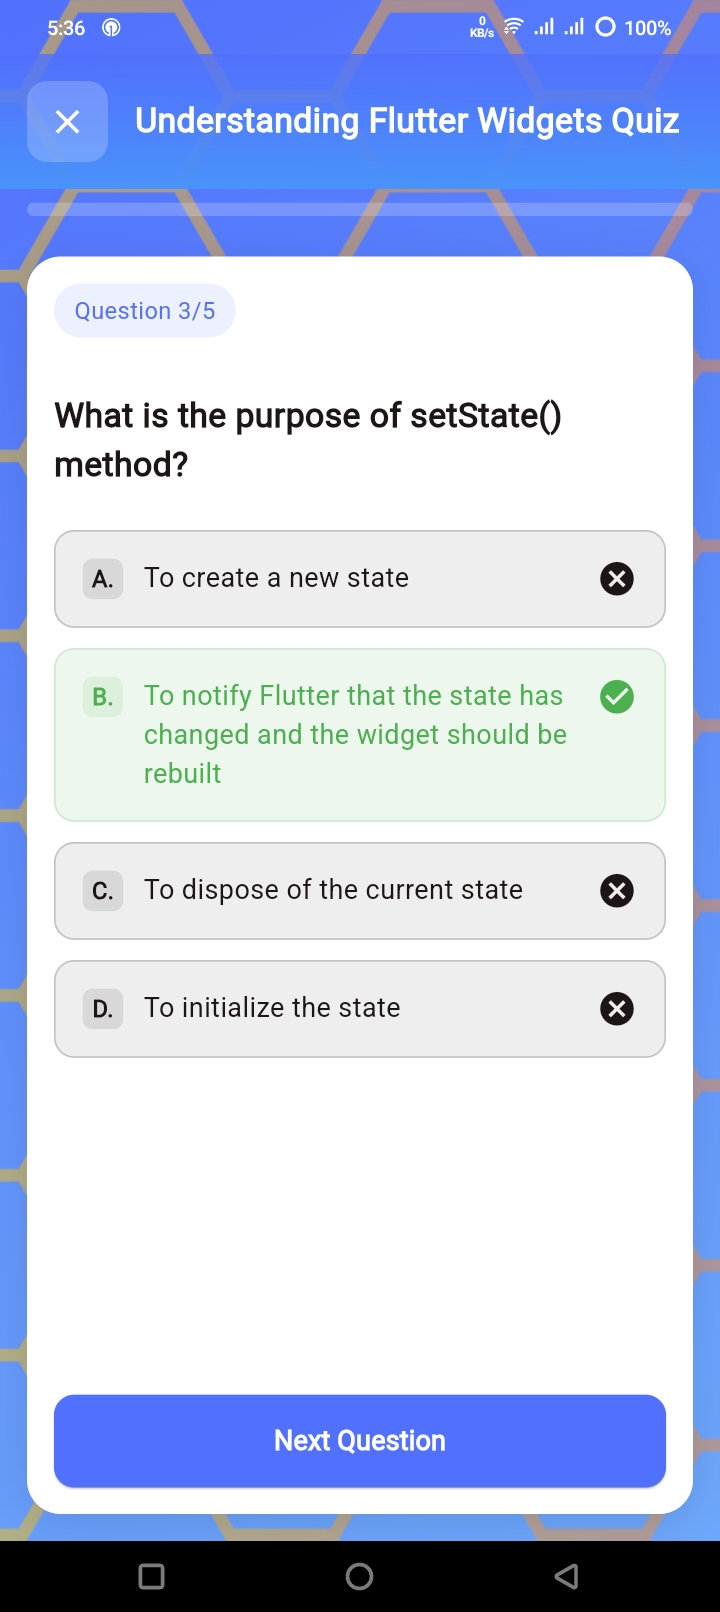 5:36
0
KB/s
100%
Understanding Flutter Widgets Quiz
Question 3/5
What is the purpose of setState()
method?
A. To create a new state
B. To notify Flutter that the state has
changed and the widget should be
rebuilt
C. To dispose of the current state
D. To initialize the state
Next Question